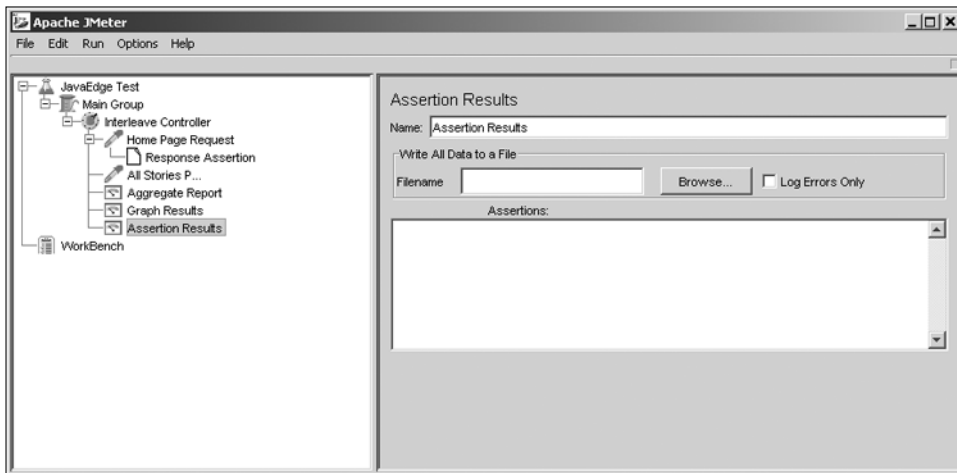 Apache JMeter
File Edit Run Options Help
JavaEdge Test
Main Group
Interleave Controller
Home Page Request
Response Assertion
All Stories P...
Aggregate Report
Graph Results
Assertion Results
WorkBench
Assertion Results
Name: Assertion Results
Write All Data to a File
Filename Browse... Log Errors Only
Assertions: